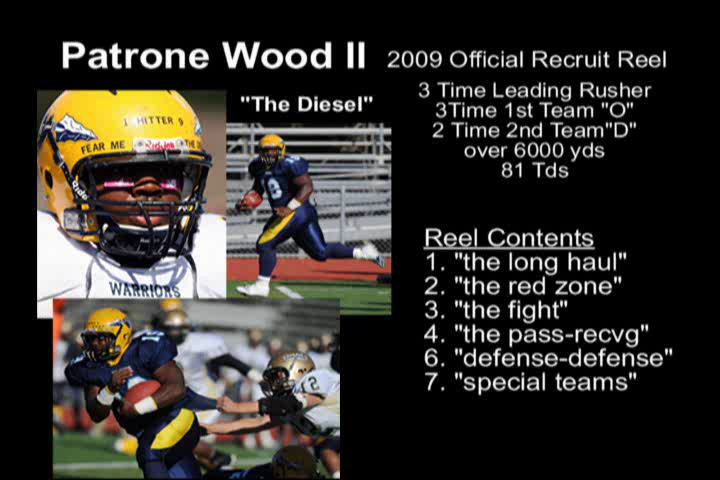 Patrone Wood II 2009 Official Recruit Reel
"The Diesel"
3 Time Leading Rusher
3Time 1st Team "O"
2 Time 2nd Team"D"
over 6000 yds
81 Tds
1 HITTER 9
FEAR ME
Riddell
WARRIORS
Reel Contents
1. "the long haul"
2. "the red zone"
3. "the fight"
4. "the pass-recvg"
6. "defense-defense"
7. "special teams"